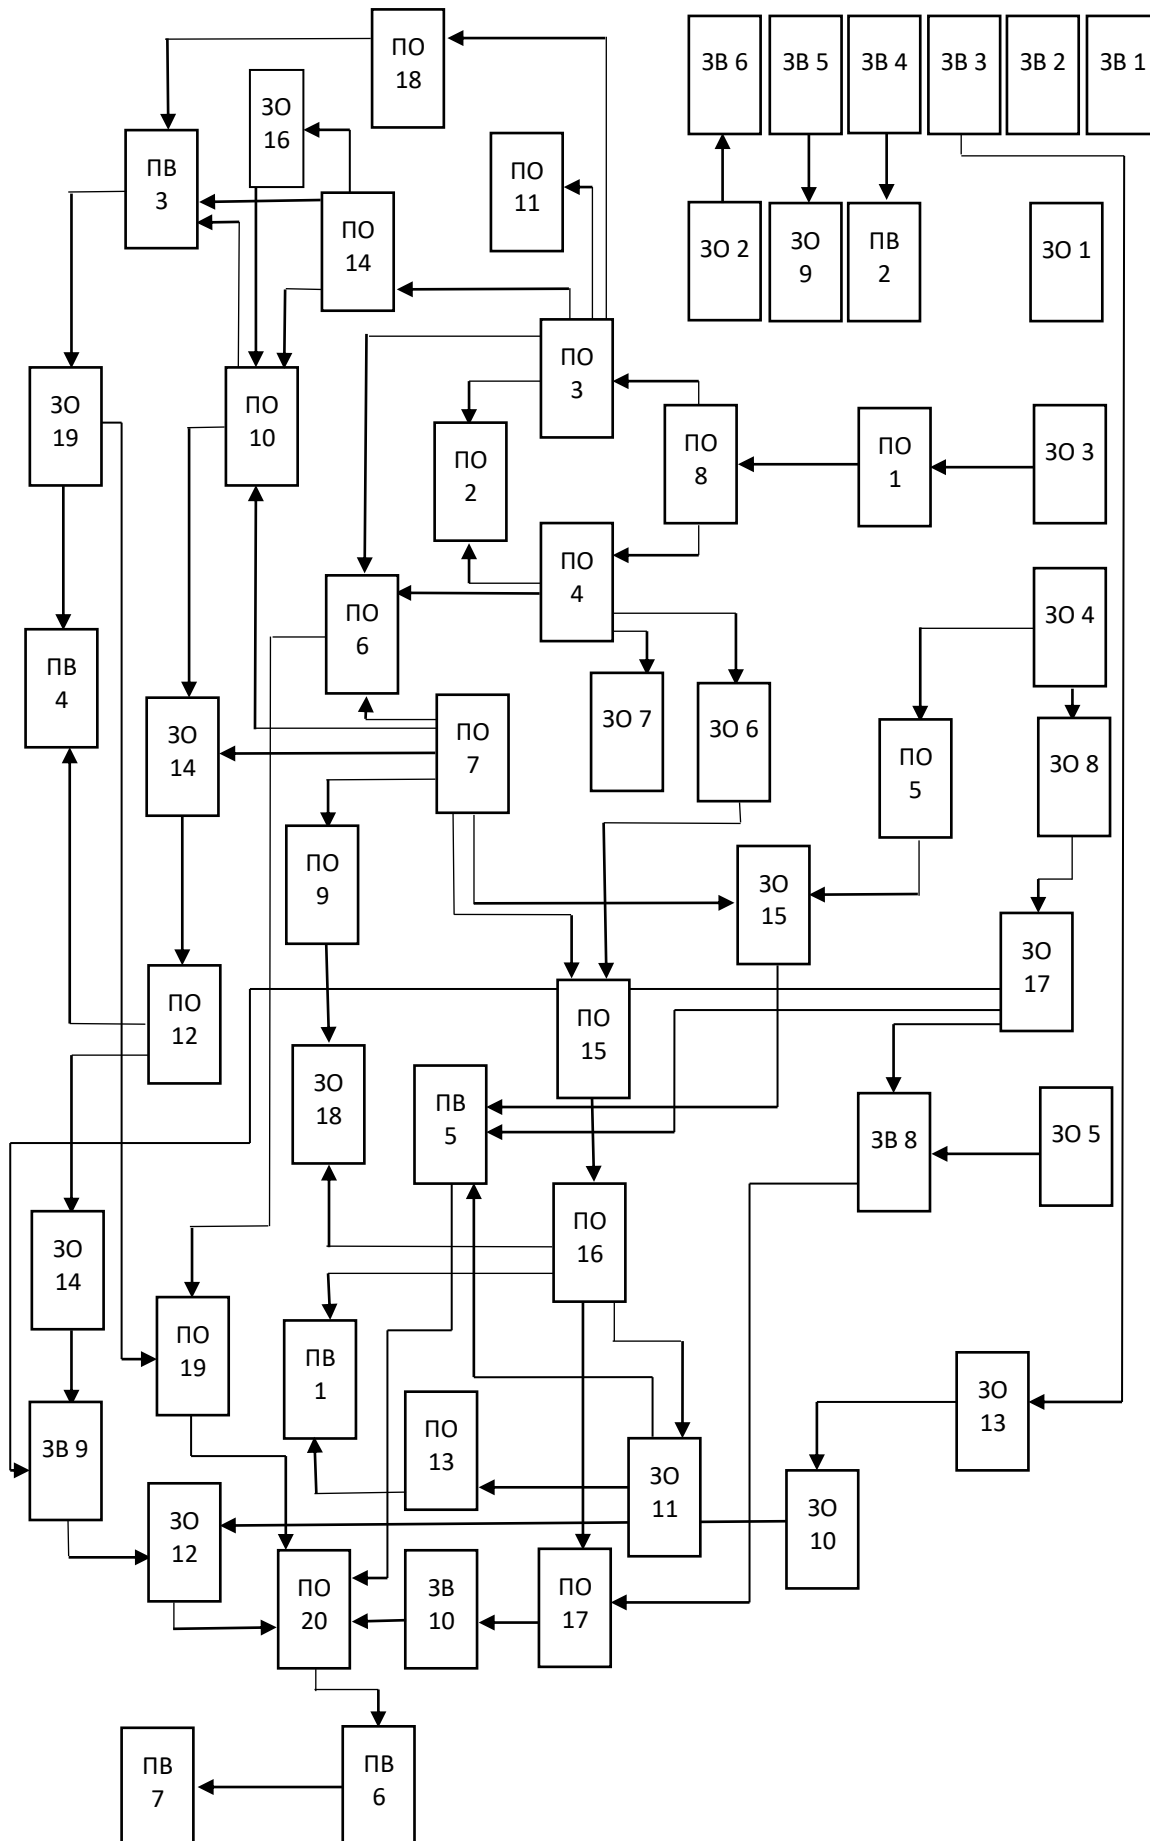 ПО
18
ЗВ 6
ЗВ 5
ЗВ 4
ЗВ 3
ЗВ 2
ЗВ 1
ЗО
16
ПВ
3
ПО
11
ПО
14
ЗО 2
ЗО
9
ПВ
2
ЗО 1
ПО
3
ЗО
19
ПО
10
ПО
2
ПО
8
ПО
1
ЗО 3
ПО
4
ПО
6
ЗО 4
ПВ
4
ЗО
14
ПО
7
ЗО 7
ЗО 6
ПО
5
ЗО 8
ПО
9
ЗО
15
ЗО
17
ПО
12
ПО
15
ЗО
18
ПВ
5
ЗВ 8
ЗО 5
ПО
16
ЗО
14
ПО
19
ПВ
1
ЗО
13
ЗВ 9
ПО
13
ЗО
11
ЗО
10
ЗО
12
ПО
20
ЗВ
10
ПО
17
ПВ
7
ПВ
6